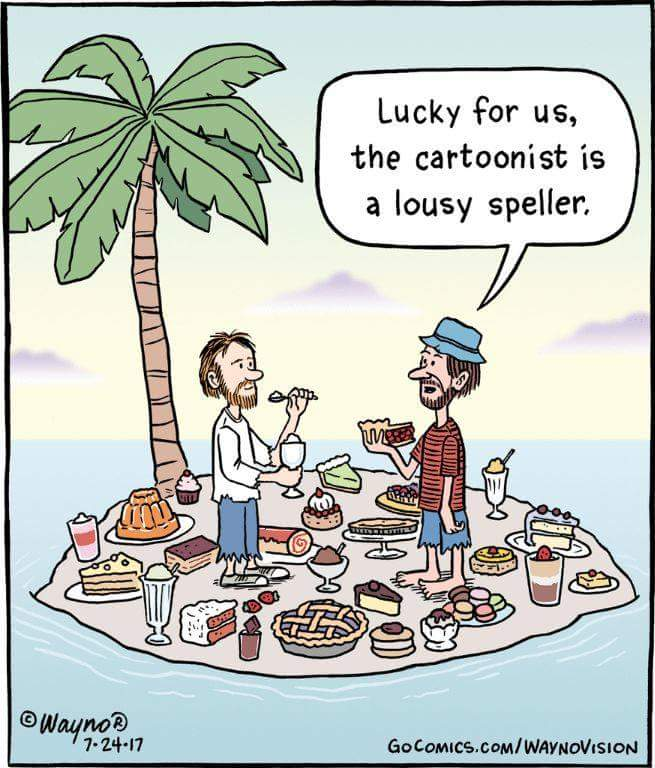 Lucky for us,
the cartoonist is
a lousy speller.
© Wayno®
7•24•17
GoComics.com/WaynoVision